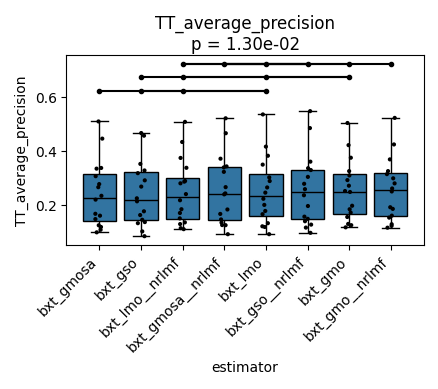 TT_average_precision
p = 1.30e-02
TT_average_precision
0.6
0.4
0.2
bxt_gmosa
bxt_gso
bxt_lmo__nrlmf
bxt_gmosa__nrlmf
bxt_lmo
bxt_gso__nrlmf
bxt_gmo
bxt_gmo__nrlmf
estimator